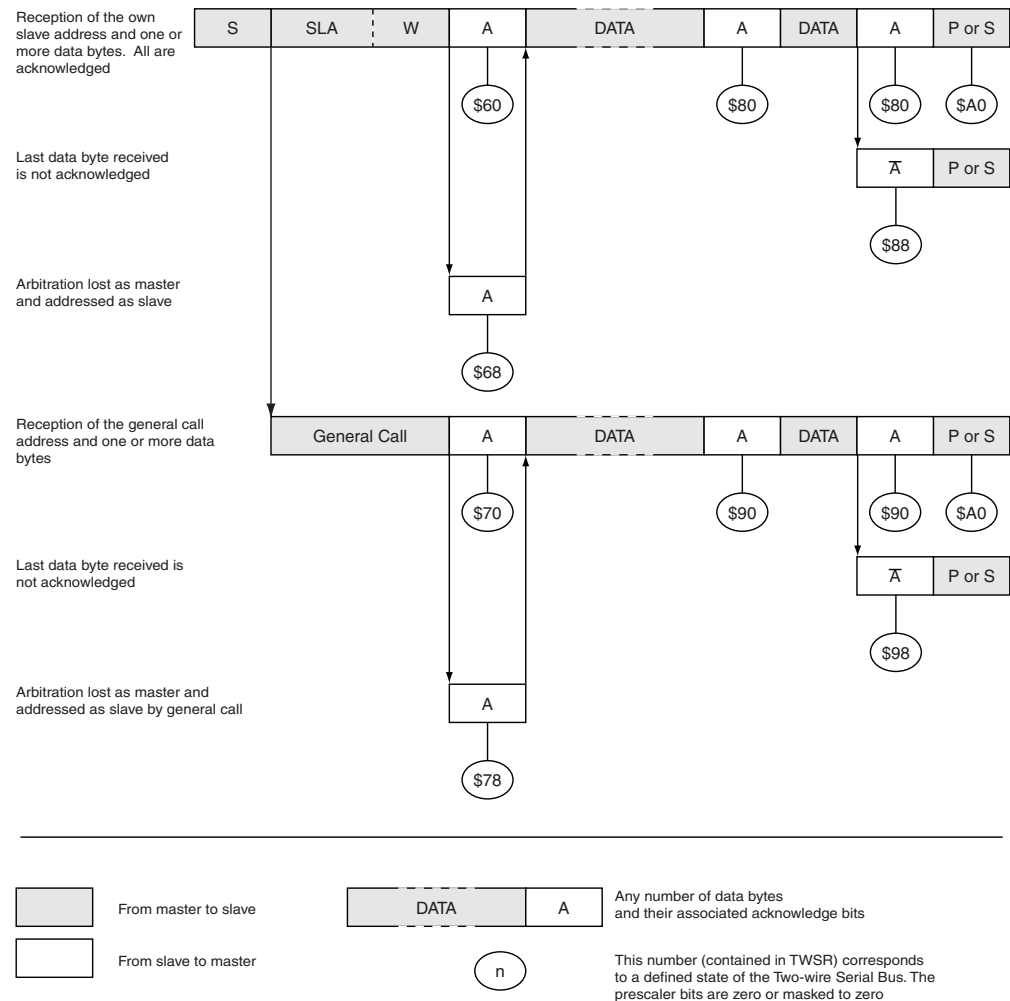 Reception of the own
slave address and one or
more data bytes. All are
acknowledged
S SLA W A DATA A DATA A P or S
$60 $80 $80 $A0
Last data byte received
is not acknowledged
A̅ P or S
$88
Arbitration lost as master
and addressed as slave
A
$68
Reception of the general call
address and one or more data
bytes
General Call A DATA A DATA A P or S
$70 $90 $90 $A0
Last data byte received is
not acknowledged
A̅ P or S
$98
Arbitration lost as master and
addressed as slave by general call
A
$78
From master to slave
DATA A
Any number of data bytes
and their associated acknowledge bits
From slave to master
n
This number (contained in TWSR) corresponds
to a defined state of the Two-wire Serial Bus. The
prescaler bits are zero or masked to zero